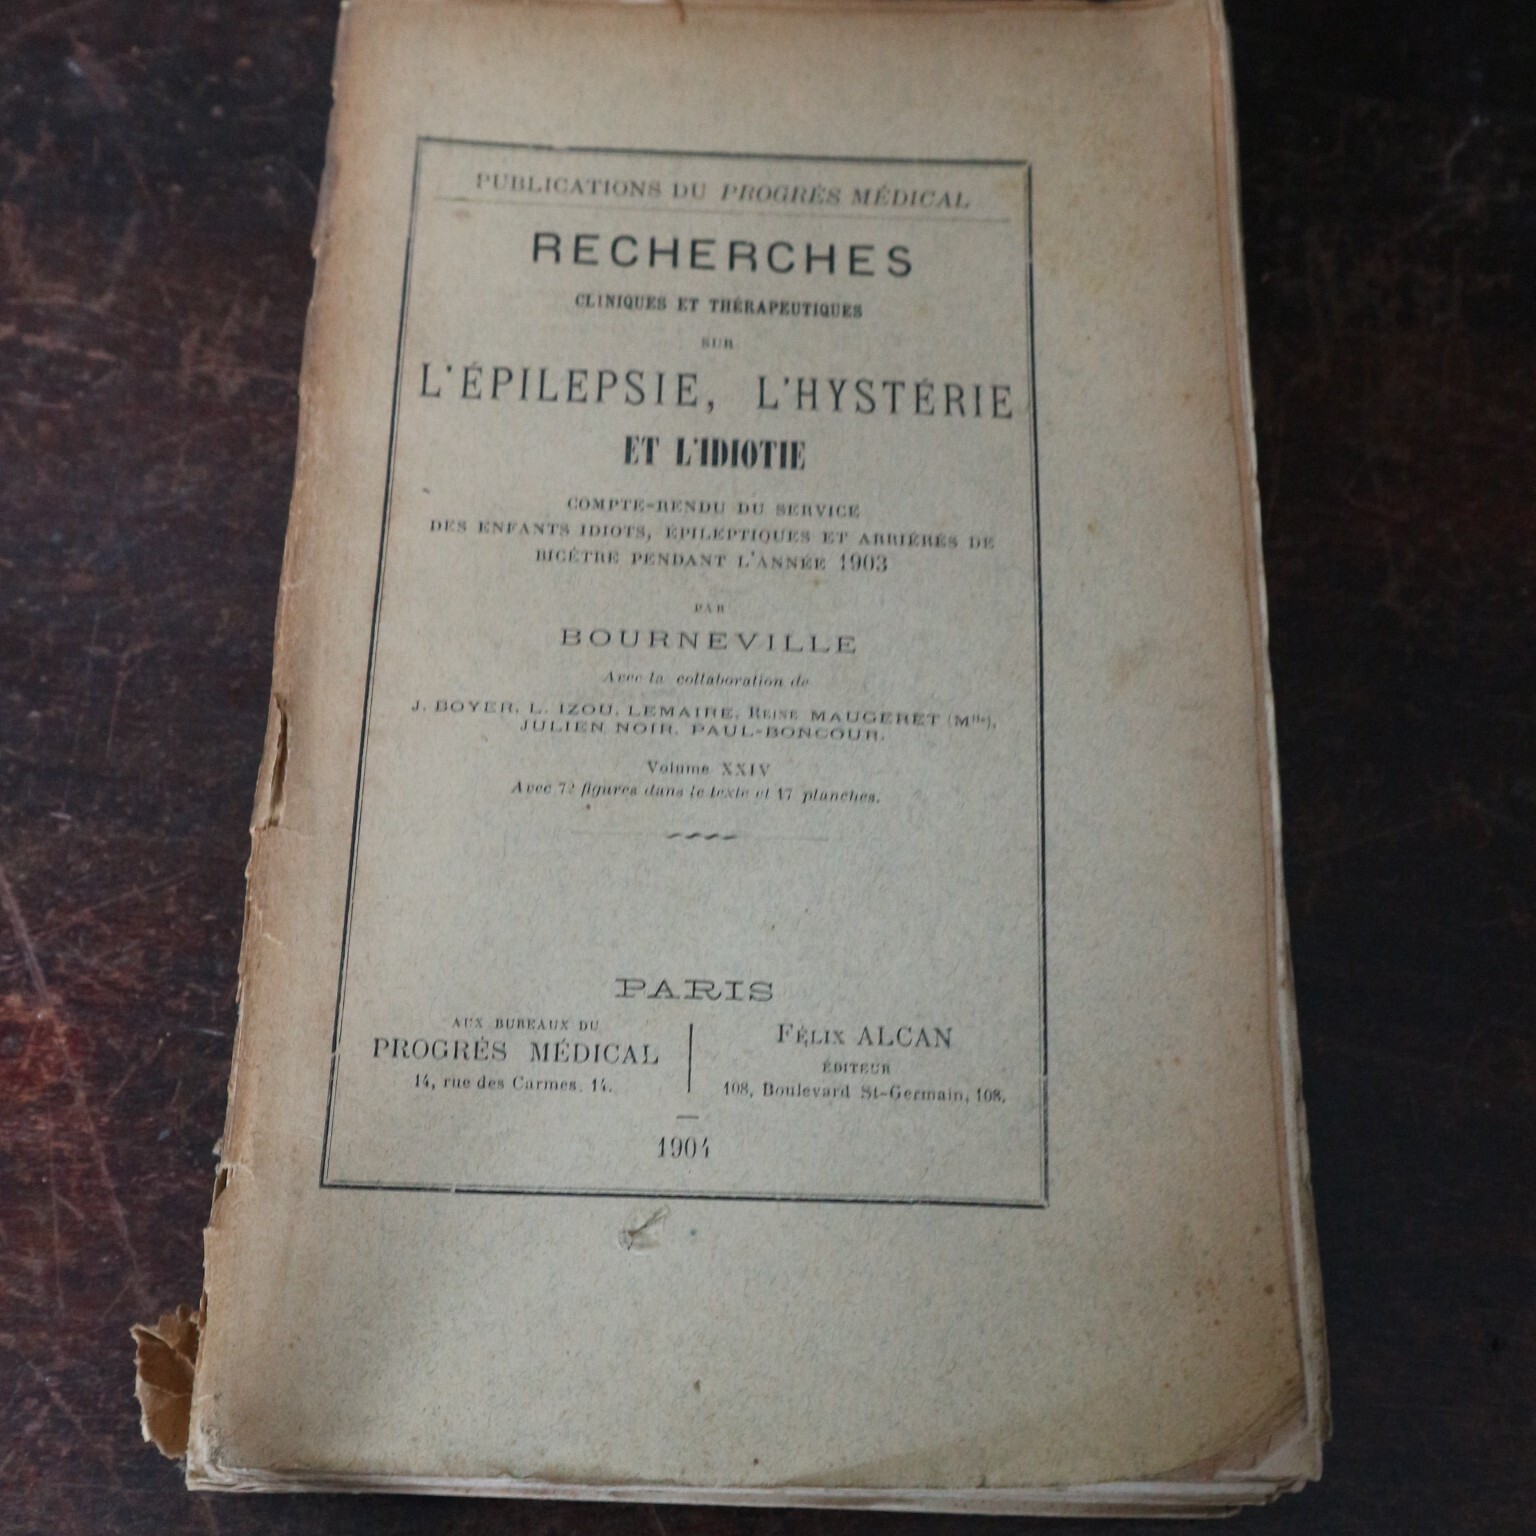 PUBLICATIONS DU PROGRÈS MÉDICAL
RECHERCHES
CLINIQUES ET THÉRAPEUTIQUES
SUR
L'ÉPILEPSIE, L'HYSTÉRIE
ET L'IDIOTIE
COMPTE-RENDU DU SERVICE
DES ENFANTS IDIOTS, ÉPILEPTIQUES ET ARRIÉRÉS DE
BICÊTRE PENDANT L'ANNÉE 1903
PAR
BOURNEVILLE
Avec la collaboration de
J. BOYER, L. IZOU, LEMAIRE, REINE MAUGERET (Mlle),
JULIEN NOIR, PAUL-BONCOUR.
Volume XXIV
Avec 72 figures dans le texte et 17 planches.
PARIS
AUX BUREAUX DU
PROGRÈS MÉDICAL
14, rue des Carmes, 14.
FÉLIX ALCAN
ÉDITEUR
108, Boulevard St-Germain, 108.
1904